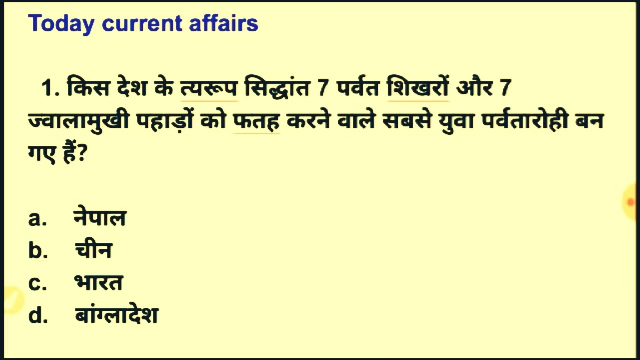 Today current affairs
1. किस देश के त्यरूप सिद्धांत 7 पर्वत शिखरों और 7
ज्वालामुखी पहाड़ों को फतह करने वाले सबसे युवा पर्वतारोही बन
गए हैं?
a. नेपाल
b. चीन
c. भारत
d. बांग्लादेश